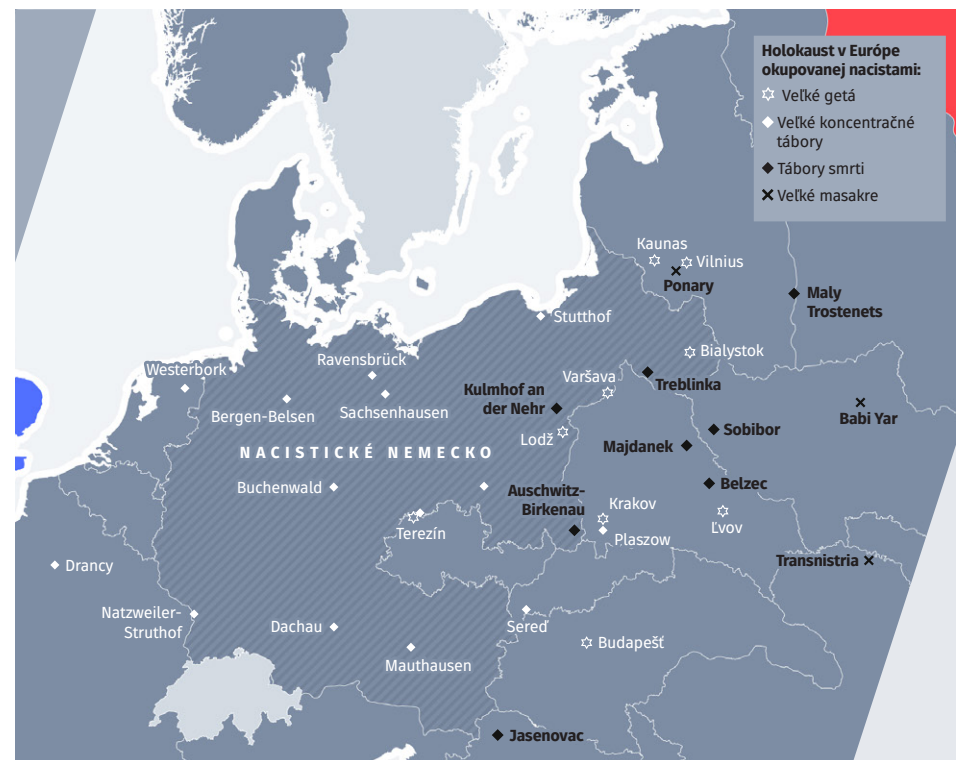 Holokaust v Európe
okupovanej nacistami:
Veľké getá
Veľké koncentračné
tábory
Tábory smrti
Veľké masakre
Kaunas
Vilnius
Ponary
Maly
Trostenets
Stutthof
Bialystok
Ravensbrück
Westerbork
Varšava
Treblinka
Kulmhof an
der Nehr
Sachsenhausen
Bergen-Belsen
Babi Yar
Sobibor
Lodž
Majdanek
NACISTICKÉ NEMECKO
Buchenwald
Belzec
Auschwitz-
Birkenau
Krakov
Ľvov
Terezín
Plaszow
Transnistria
Drancy
Natzweiler-
Struthof
Dachau
Sereď
Budapešť
Mauthausen
Jasenovac